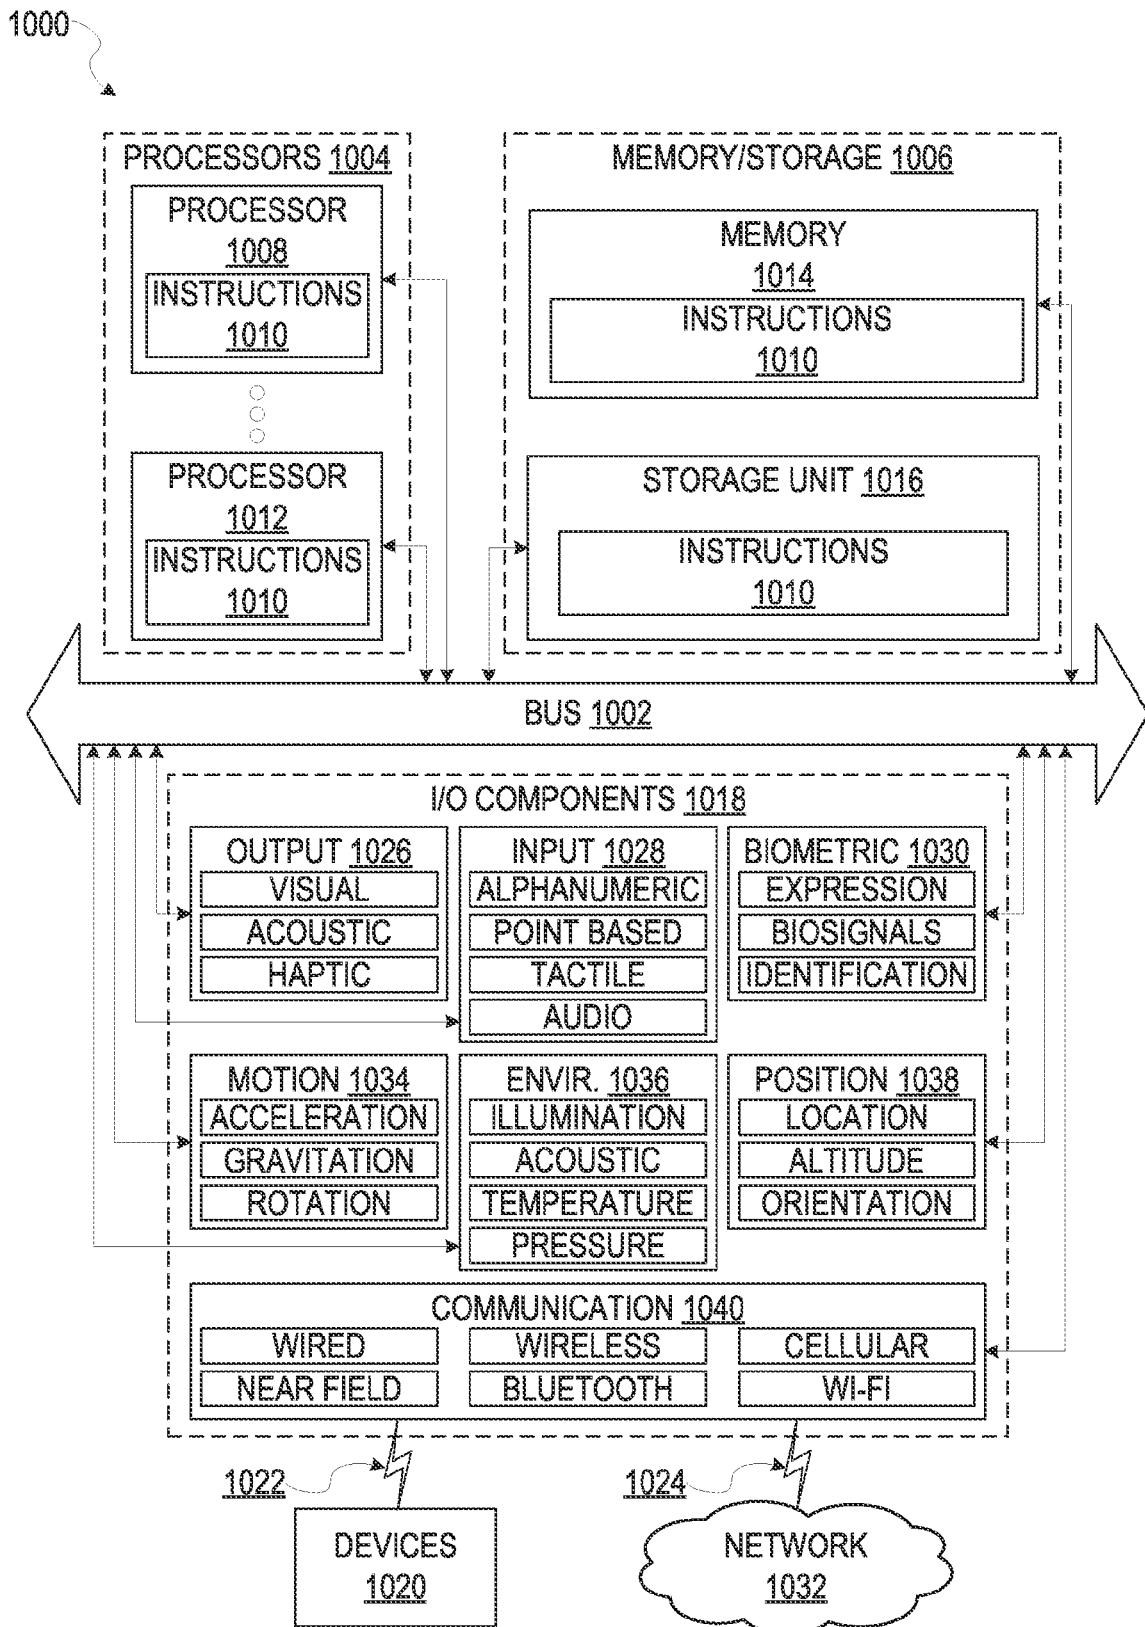 1000
PROCESSORS 1004
PROCESSOR
1008
INSTRUCTIONS
1010
PROCESSOR
1012
INSTRUCTIONS
1010
MEMORY/STORAGE 1006
MEMORY
1014
INSTRUCTIONS
1010
STORAGE UNIT 1016
INSTRUCTIONS
1010
BUS 1002
I/O COMPONENTS 1018
OUTPUT 1026
VISUAL
ACOUSTIC
HAPTIC
INPUT 1028
ALPHANUMERIC
POINT BASED
TACTILE
AUDIO
BIOMETRIC 1030
EXPRESSION
BIOSIGNALS
IDENTIFICATION
MOTION 1034
ACCELERATION
GRAVITATION
ROTATION
ENVIR. 1036
ILLUMINATION
ACOUSTIC
TEMPERATURE
PRESSURE
POSITION 1038
LOCATION
ALTITUDE
ORIENTATION
COMMUNICATION 1040
WIRED
WIRELESS
CELLULAR
NEAR FIELD
BLUETOOTH
WI-FI
1022
1024
DEVICES
1020
NETWORK
1032